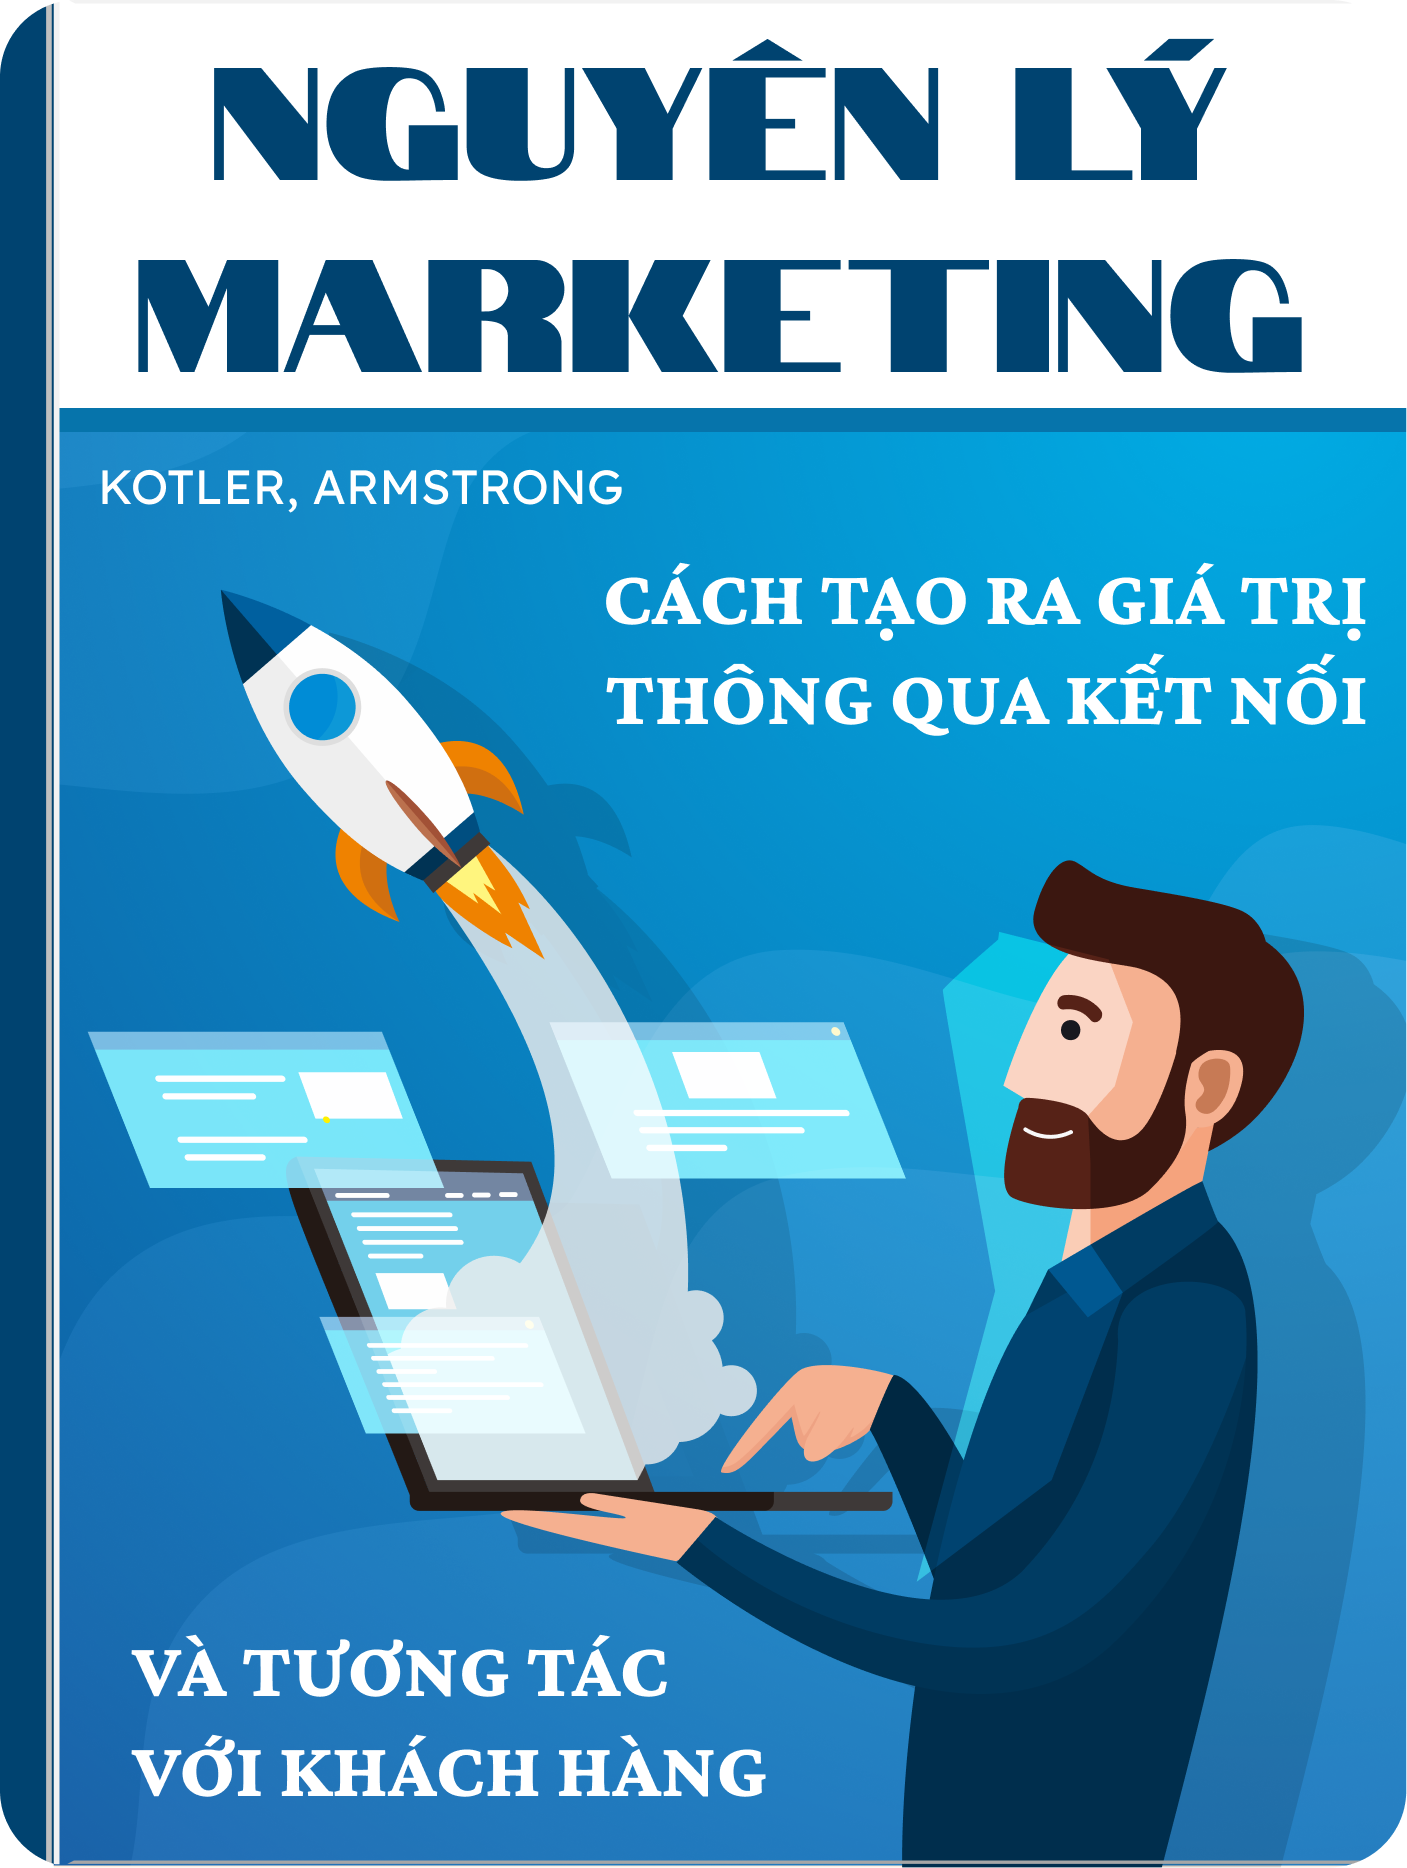 NGUYÊN LÝ
MARKETING
KOTLER, ARMSTRONG
CÁCH TẠO RA GIÁ TRỊ
THÔNG QUA KẾT NỐI
VÀ TƯƠNG TÁC
VỚI KHÁCH HÀNG